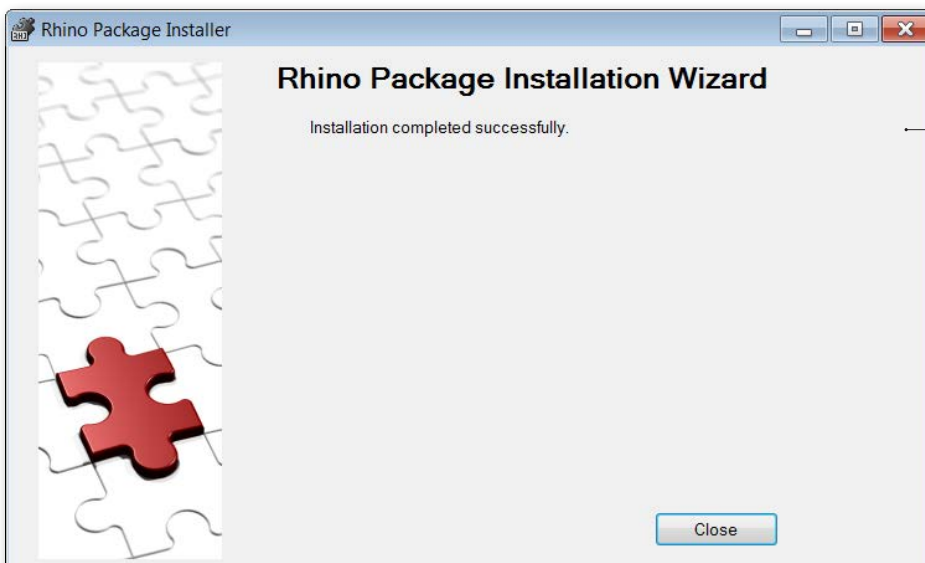 Rhino Package Installer
Rhino Package Installation Wizard
Installation completed successfully.
Close